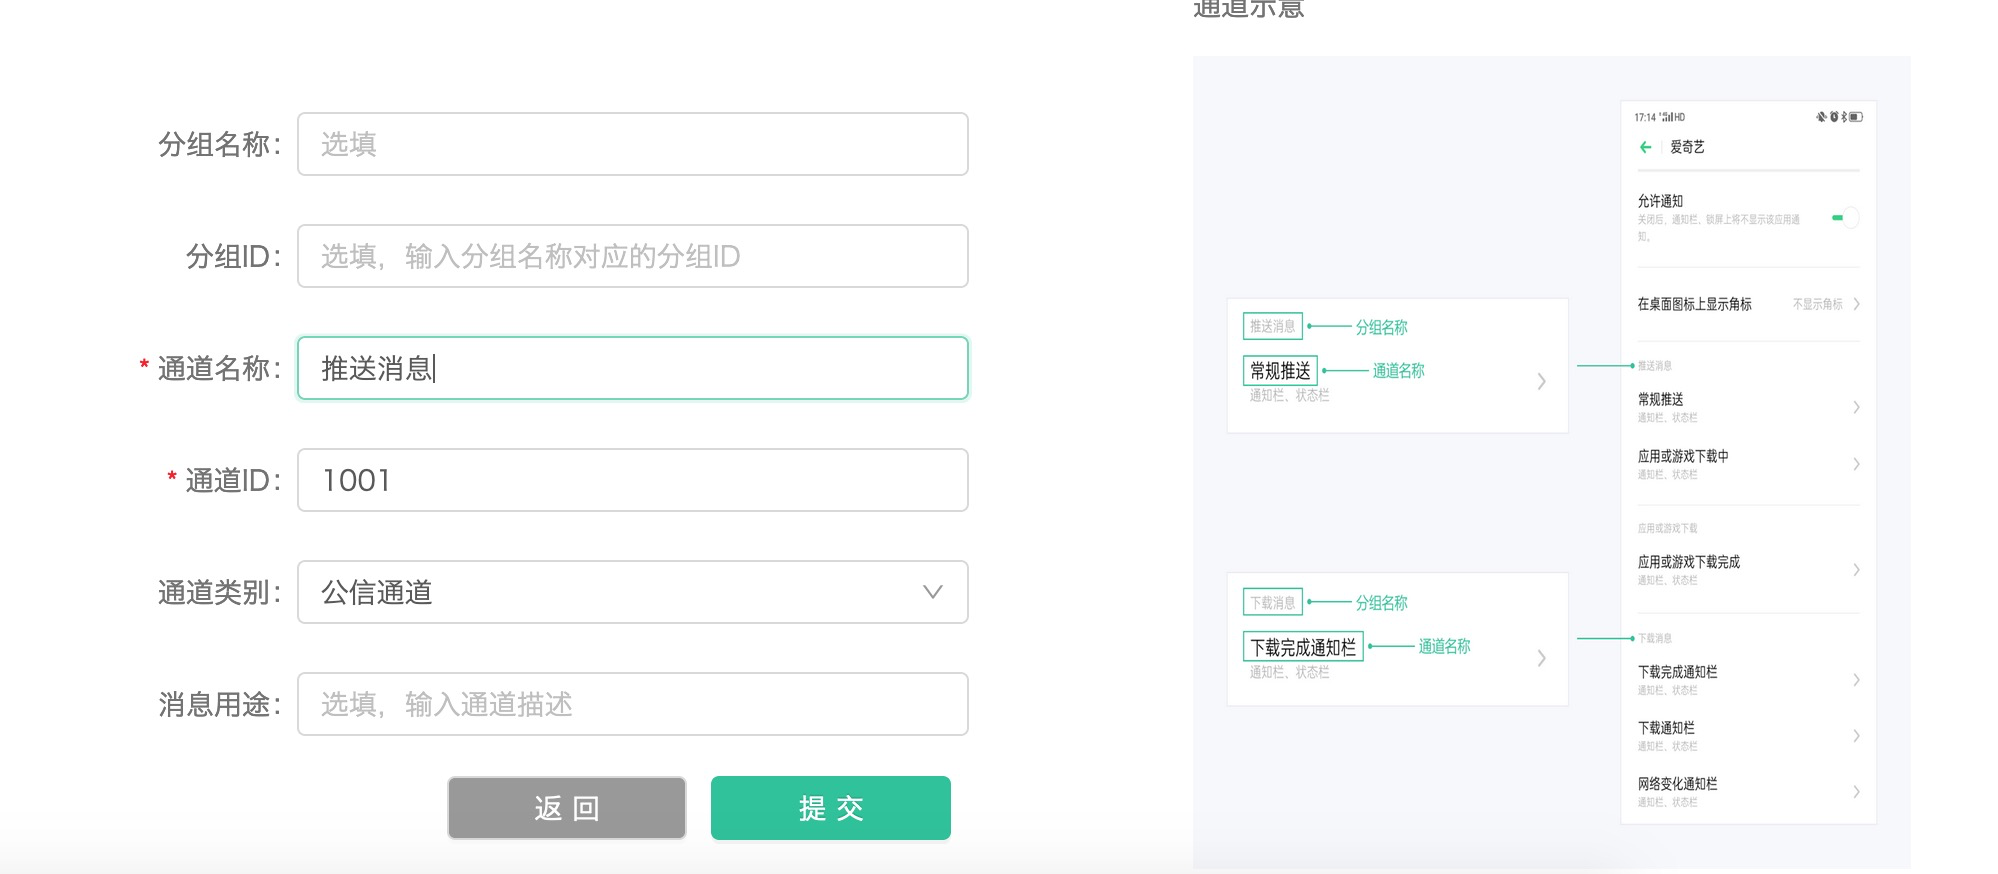 通道示意
分组名称：
选填
分组ID：
选填，输入分组名称对应的分组ID
* 通道名称：
推送消息
* 通道ID：
1001
通道类别：
公信通道
消息用途：
选填，输入通道描述
返 回
提 交
推送消息
分组名称
常规推送
通道名称
通知栏、状态栏
下载消息
分组名称
下载完成通知栏
通道名称
通知栏、状态栏
17:14
HD
爱奇艺
允许通知
关闭后、通知栏、锁屏上将不显示该应用通
知。
在桌面图标上显示角标
不显示角标
推送消息
常规推送
通知栏、状态栏
应用或游戏下载中
通知栏、状态栏
应用或游戏下载
应用或游戏下载完成
通知栏、状态栏
下载消息
下载完成通知栏
通知栏、状态栏
下载通知栏
通知栏、状态栏
网络变化通知栏
通知栏、状态栏